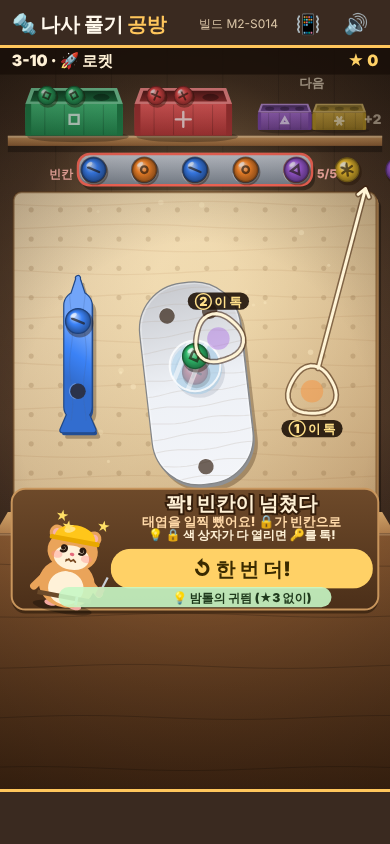 🔩 나사 풀기 공방 빌드 M2-S014
3-10 · 🚀 로켓 ★ 0
다음
+2
빈칸 5/5
② 이 톡
① 이 톡
꽉! 빈칸이 넘쳤다
태엽을 일찍 뺐어요! 🔒가 빈칸으로
💡 🔒 색 상자가 다 열리면 🔑를 톡!
↺ 한 번 더!
💡 밤톨의 귀띔 (★3 없이)